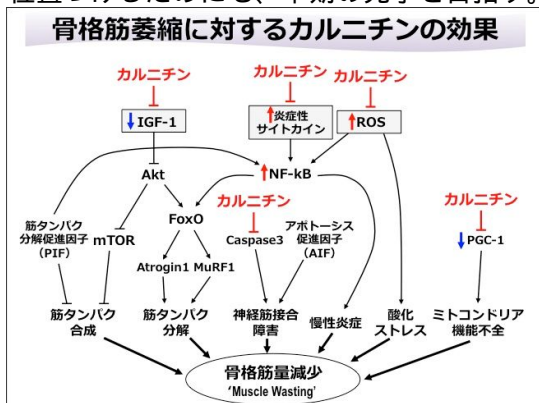 骨格筋萎縮に対するカルニチンの効果
カルニチン
カルニチン
カルニチン
IGF-1
炎症性
サイトカイン
ROS
Akt
NF-kB
カルニチン
カルニチン
筋タンパク
分解促進因子
(PIF)
mTOR
FoxO
Caspase3
アポトーシス
促進因子
(AIF)
PGC-1
Atrogin1
MuRF1
筋タンパク
合成
筋タンパク
分解
神経筋接合
障害
慢性炎症
酸化
ストレス
ミトコンドリア
機能不全
骨格筋量減少
‘Muscle Wasting’